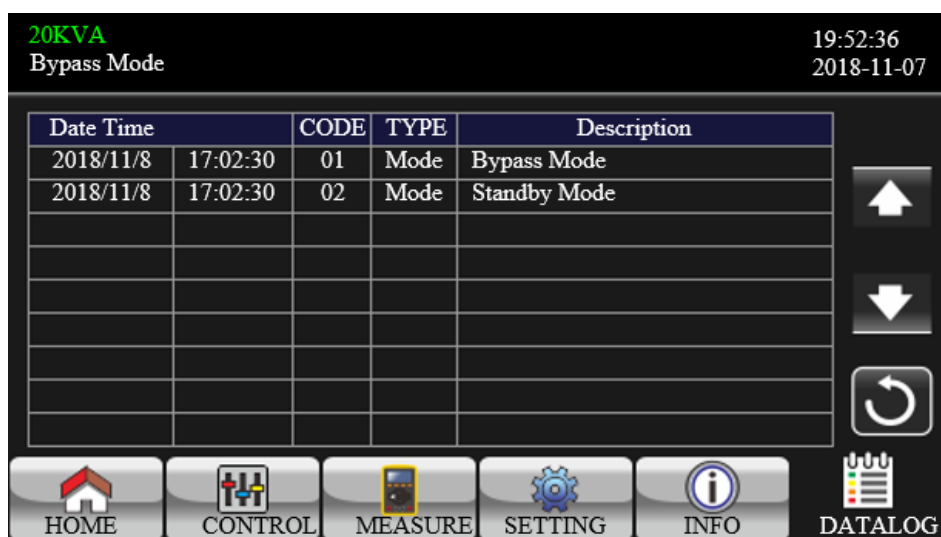 20KVA
Bypass Mode
19:52:36
2018-11-07
Date Time CODE TYPE Description
2018/11/8 17:02:30 01 Mode Bypass Mode
2018/11/8 17:02:30 02 Mode Standby Mode
HOME CONTROL MEASURE SETTING INFO DATALOG